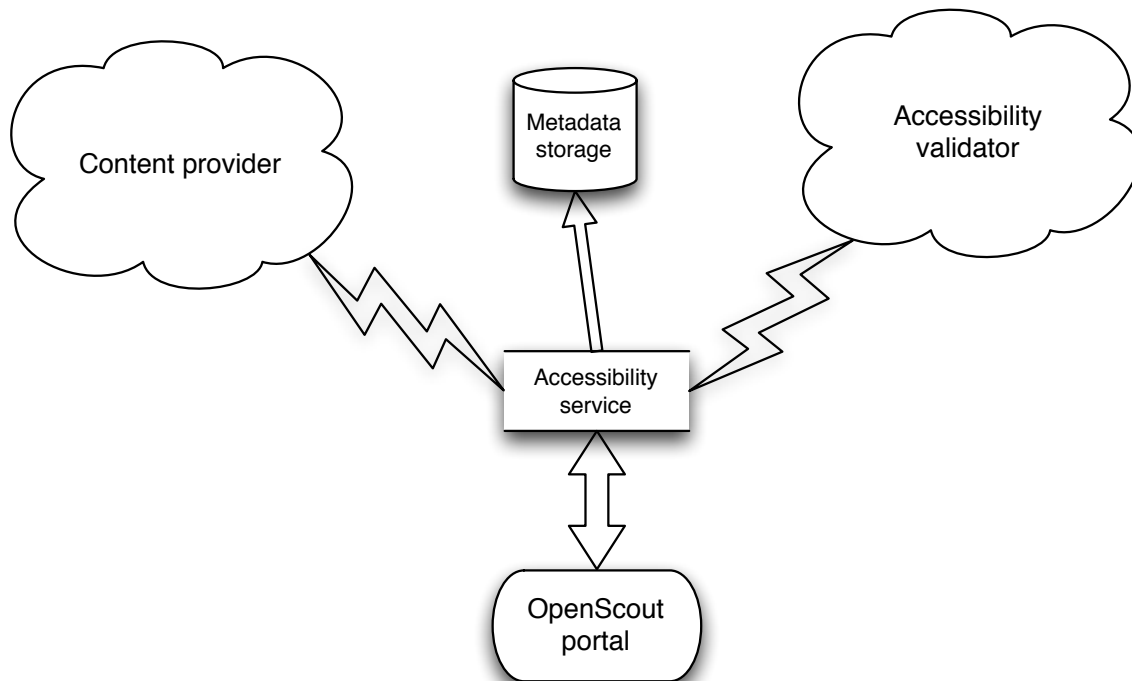 Content provider
Metadata
storage
Accessibility
validator
Accessibility
service
OpenScout
portal